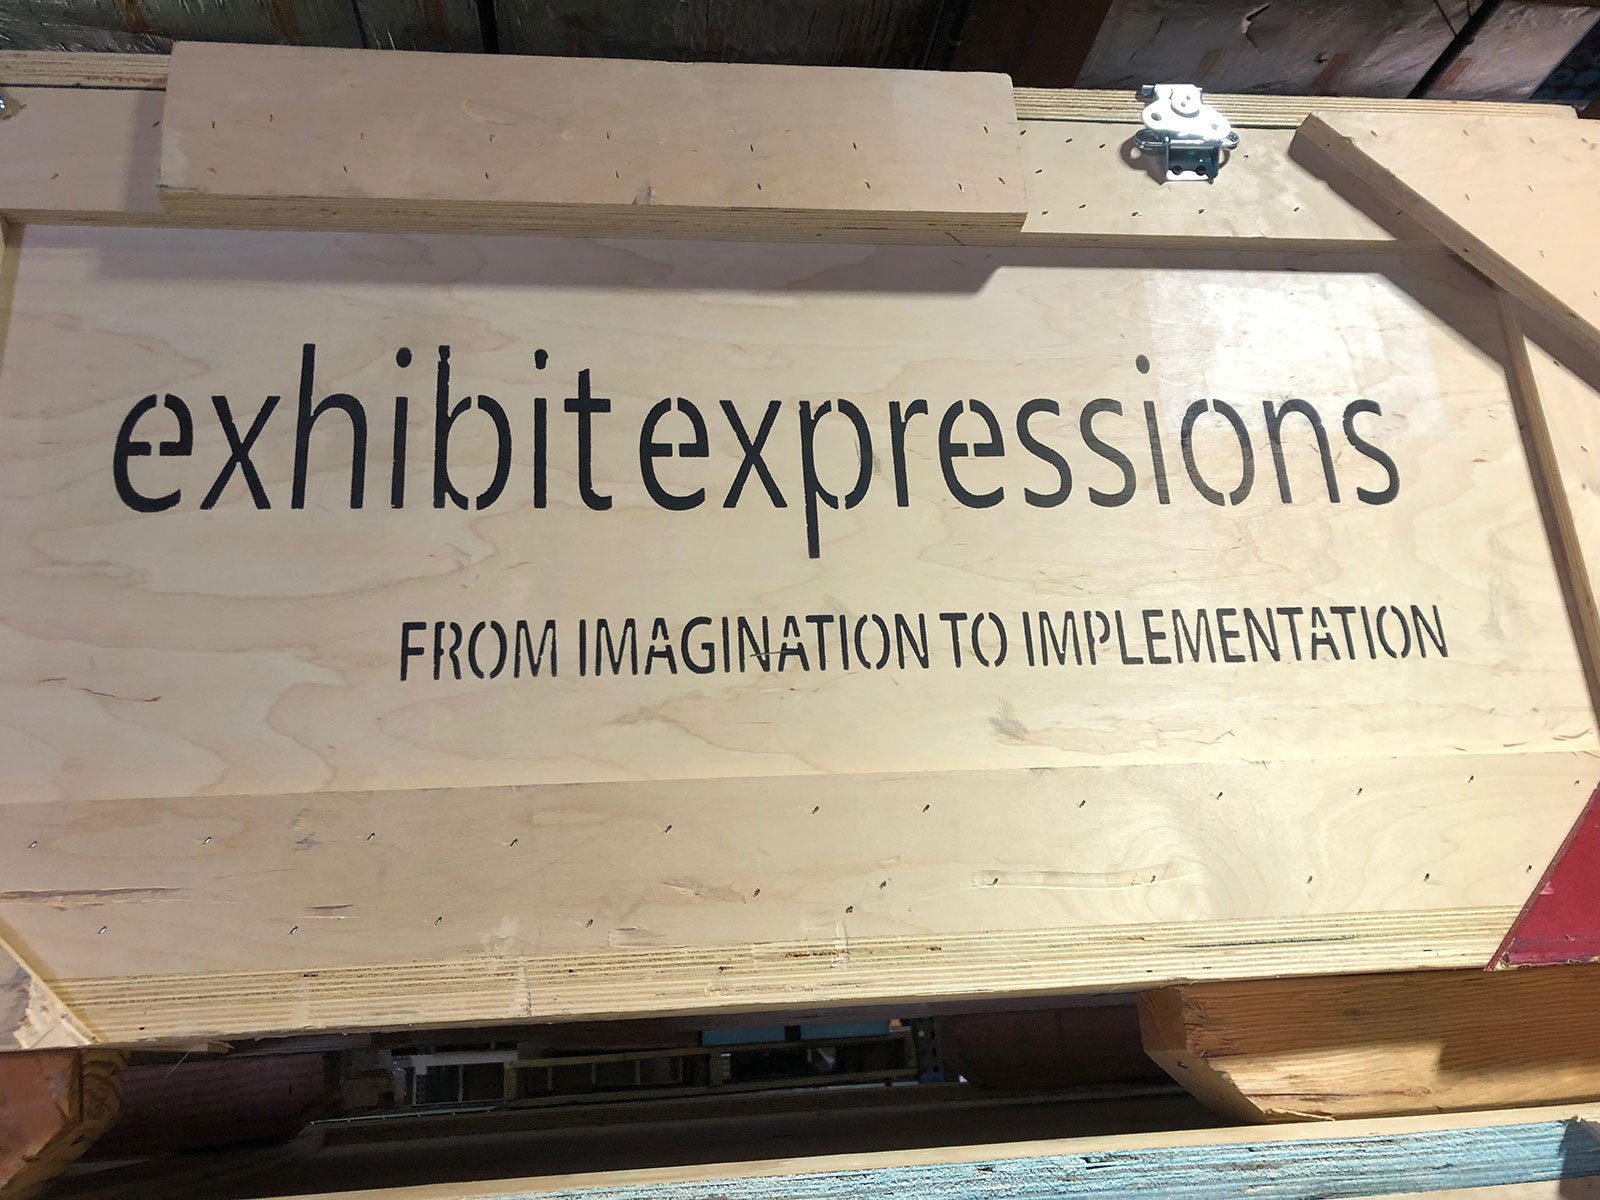 exhibitexpressions
FROM IMAGINATION TO IMPLEMENTATION